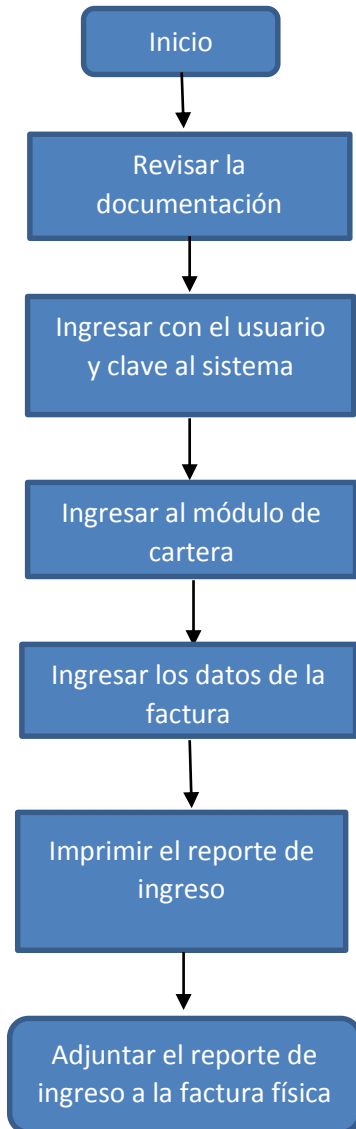 Inicio
Revisar la
documentación
Ingresar con el usuario
y clave al sistema
Ingresar al módulo de
cartera
Ingresar los datos de la
factura
Imprimir el reporte de
ingreso
Adjuntar el reporte de
ingreso a la factura física